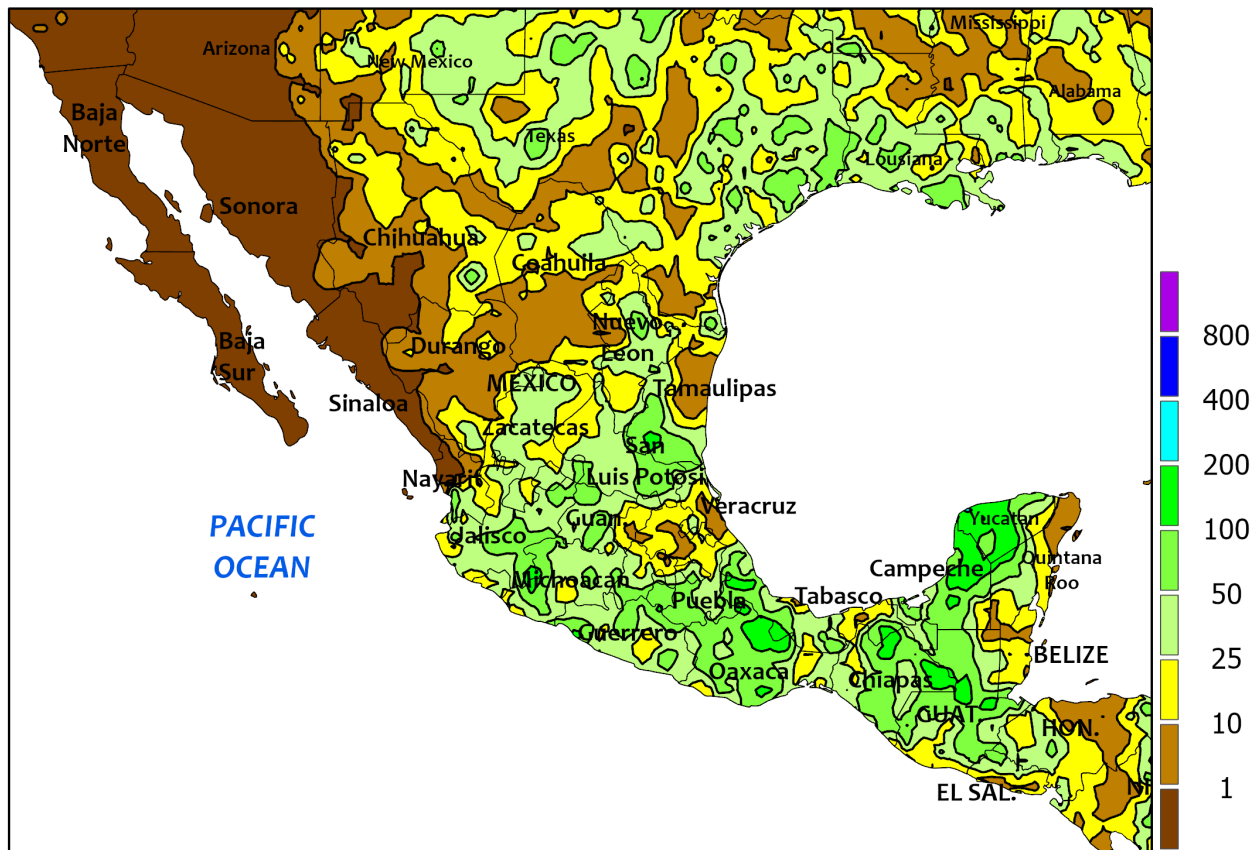 Mississippi
Arizona
New Mexico
Alabama
Baja
Norte
Texas
Lousiana
Sonora
Chihuahua
Coahuila
Nuevo
Leon
Baja
Sur
Durango
MEXICO
Tamaulipas
Sinaloa
Zacatecas
San
Luis Potosi
Nayarit
Veracruz
Guan.
Jalisco
Yucatan
PACIFIC
OCEAN
Quintana
Roo
Campeche
Michoacan
Puebla
Tabasco
Guerrero
BELIZE
Oaxaca
Chiapas
GUAT.
HON.
EL SAL.
NI
800
400
200
100
50
25
10
1